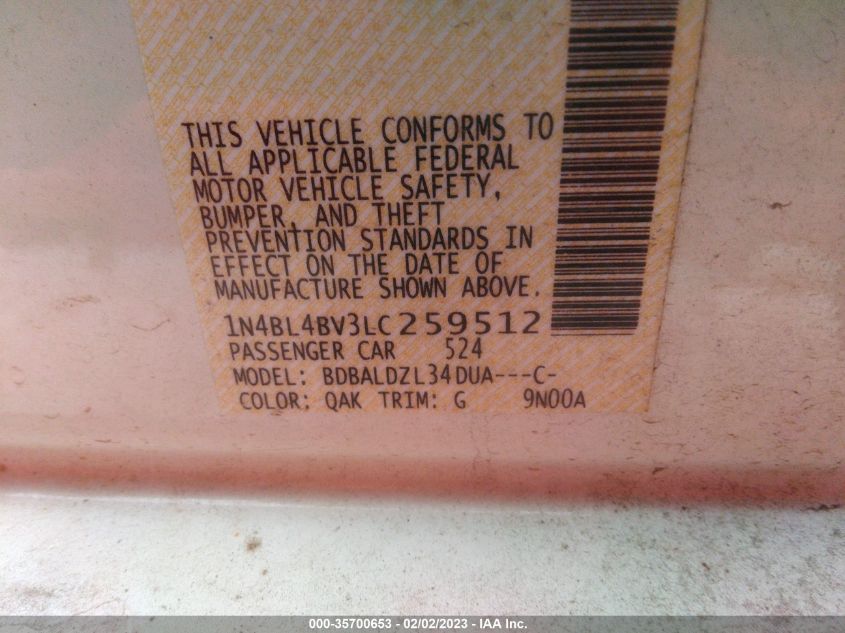 THIS VEHICLE CONFORMS TO
ALL APPLICABLE FEDERAL
MOTOR VEHICLE SAFETY,
BUMPER, AND THEFT
PREVENTION STANDARDS IN
EFFECT ON THE DATE OF
MANUFACTURE SHOWN ABOVE.
1N4BL4BV3LC259512
PASSENGER CAR 524
MODEL: BDBALDZL34DUA---C-
COLOR: QAK TRIM: G 9N00A
000-35700653 - 02/02/2023 - IAA Inc.